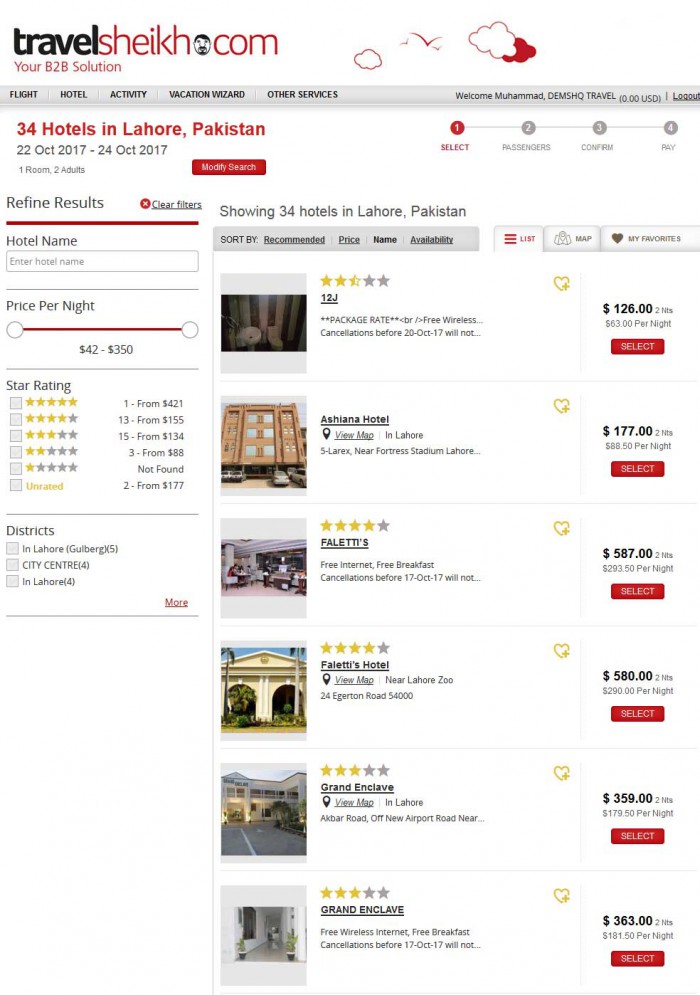 travelsheikh.com
Your B2B Solution
FLIGHT HOTEL ACTIVITY VACATION WIZARD OTHER SERVICES
Welcome Muhammad, DEMSHQ TRAVEL (0.00 USD) | Logout
34 Hotels in Lahore, Pakistan
22 Oct 2017 - 24 Oct 2017
1 Room, 2 Adults
Modify Search
1 2 3 4
SELECT PASSENGERS CONFIRM PAY
Refine Results
Clear filters
Hotel Name
Enter hotel name
Price Per Night
$42 - $350
Star Rating
1 - From $421
13 - From $155
15 - From $134
3 - From $88
Not Found
Unrated 2 - From $177
Districts
In Lahore (Gulberg)(5)
CITY CENTRE(4)
In Lahore(4)
More
Showing 34 hotels in Lahore, Pakistan
SORT BY: Recommended | Price | Name | Availability
LIST MAP MY FAVORITES
12J
**PACKAGE RATE**<br />Free Wireless...
Cancellations before 20-Oct-17 will not...
$ 126.00 2 Nts
$63.00 Per Night
SELECT
Ashiana Hotel
View Map | In Lahore
5-Larex, Near Fortress Stadium Lahore...
$ 177.00 2 Nts
$88.50 Per Night
SELECT
FALETTI'S
Free Internet, Free Breakfast
Cancellations before 17-Oct-17 will not...
$ 587.00 2 Nts
$293.50 Per Night
SELECT
Faletti's Hotel
View Map | Near Lahore Zoo
24 Egerton Road 54000
$ 580.00 2 Nts
$290.00 Per Night
SELECT
Grand Enclave
View Map | In Lahore
Akbar Road, Off New Airport Road Near...
$ 359.00 2 Nts
$179.50 Per Night
SELECT
GRAND ENCLAVE
Free Wireless Internet, Free Breakfast
Cancellations before 17-Oct-17 will not...
$ 363.00 2 Nts
$181.50 Per Night
SELECT